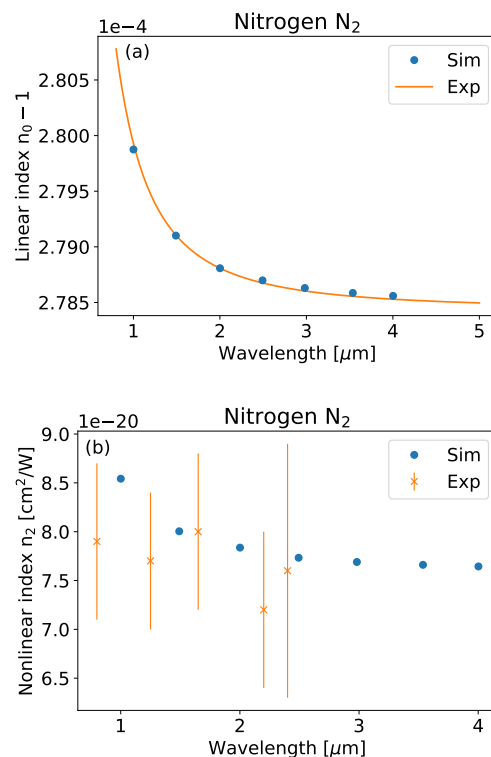 Nitrogen N₂
1e−4
(a)
Sim
Exp
2.805
2.800
2.795
2.790
2.785
Linear index n₀ − 1
1 2 3 4 5
Wavelength [μm]
Nitrogen N₂
1e−20
(b)
Sim
Exp
9.0
8.5
8.0
7.5
7.0
6.5
Nonlinear index n₂ [cm²/W]
1 2 3 4
Wavelength [μm]